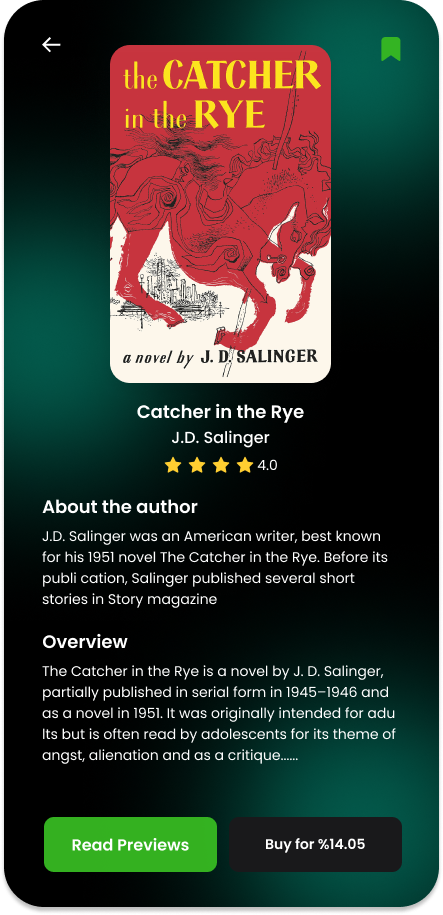 the CATCHER
in the RYE
a novel by J. D. SALINGER
Catcher in the Rye
J.D. Salinger
4.0
About the author
J.D. Salinger was an American writer, best known
for his 1951 novel The Catcher in the Rye. Before its
publi cation, Salinger published several short
stories in Story magazine
Overview
The Catcher in the Rye is a novel by J. D. Salinger,
partially published in serial form in 1945–1946 and
as a novel in 1951. It was originally intended for adu
lts but is often read by adolescents for its theme of
angst, alienation and as a critique......
Read Previews
Buy for %14.05